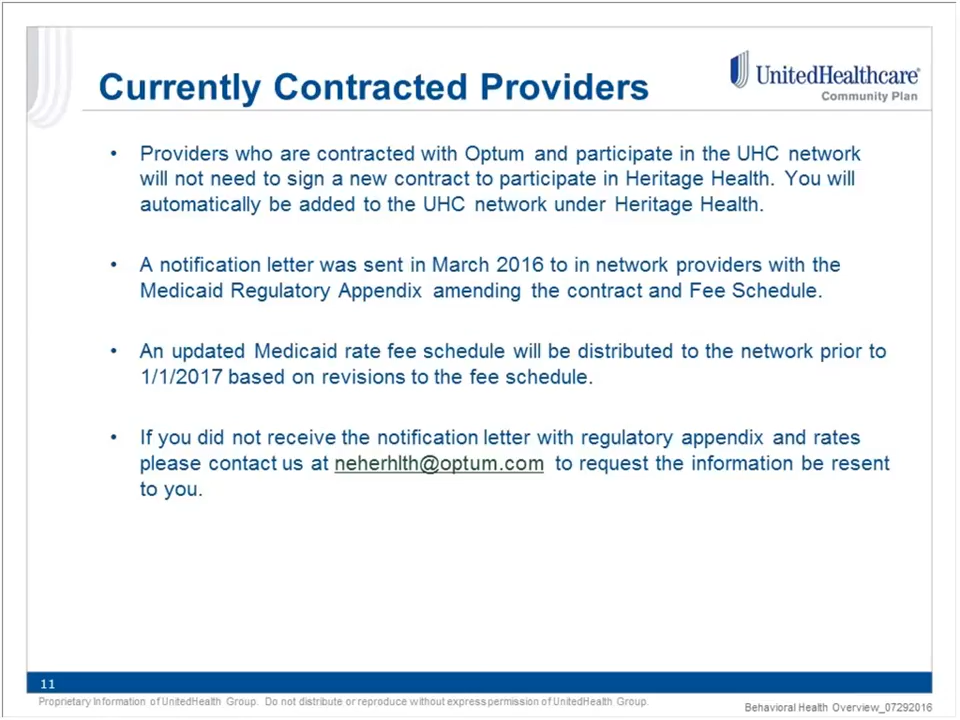 Currently Contracted Providers
UnitedHealthcare®
Community Plan
• Providers who are contracted with Optum and participate in the UHC network
will not need to sign a new contract to participate in Heritage Health. You will
automatically be added to the UHC network under Heritage Health.
• A notification letter was sent in March 2016 to in network providers with the
Medicaid Regulatory Appendix amending the contract and Fee Schedule.
• An updated Medicaid rate fee schedule will be distributed to the network prior to
1/1/2017 based on revisions to the fee schedule.
• If you did not receive the notification letter with regulatory appendix and rates
please contact us at neherhlth@optum.com to request the information be resent
to you.
11
Proprietary Information of UnitedHealth Group. Do not distribute or reproduce without express permission of UnitedHealth Group.
Behavioral Health Overview_07292016